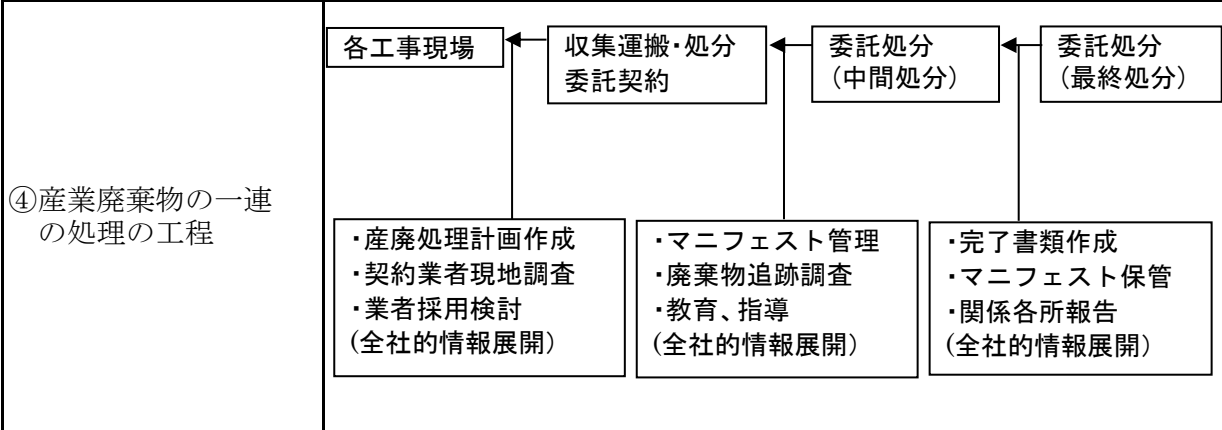 ④産業廃棄物の一連
の処理の工程
各工事現場
収集運搬・処分
委託契約
委託処分
(中間処分)
委託処分
(最終処分)
・産廃処理計画作成
・契約業者現地調査
・業者採用検討
(全社的情報展開)
・マニフェスト管理
・廃棄物追跡調査
・教育、指導
(全社的情報展開)
・完了書類作成
・マニフェスト保管
・関係各所報告
(全社的情報展開)